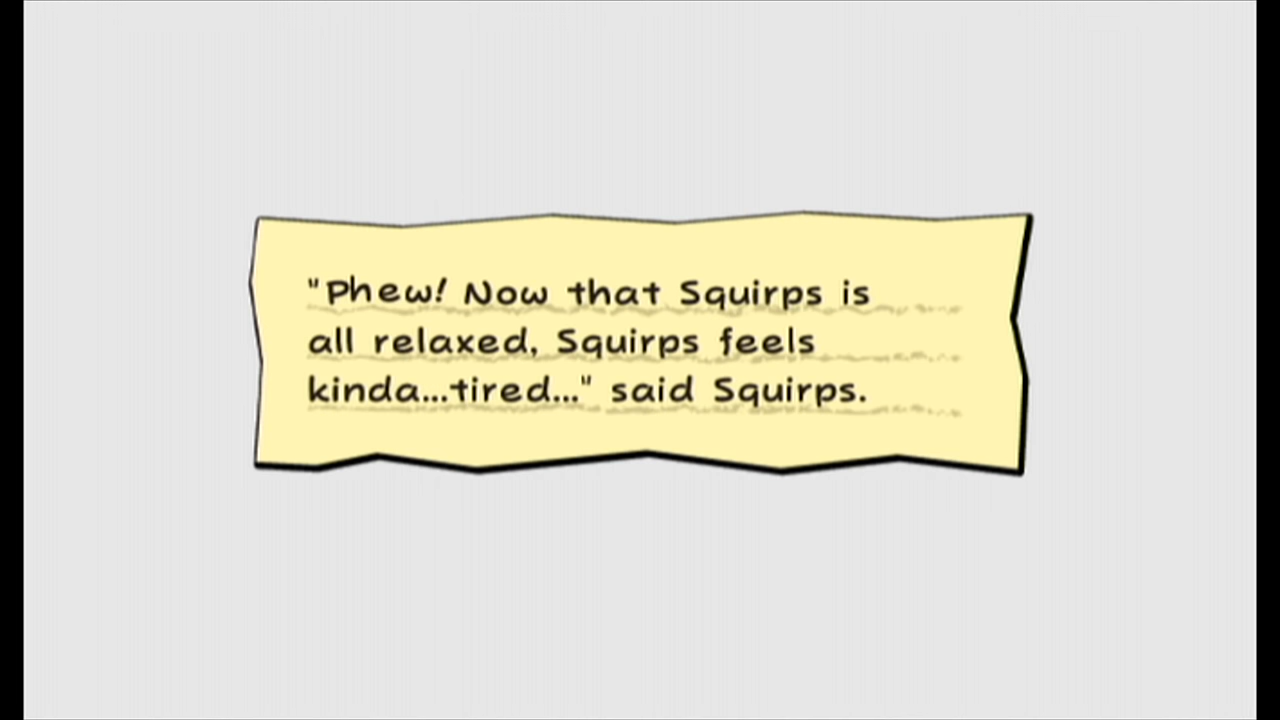 "Phew! Now that Squirps is
all relaxed, Squirps feels
kinda...tired..." said Squirps.